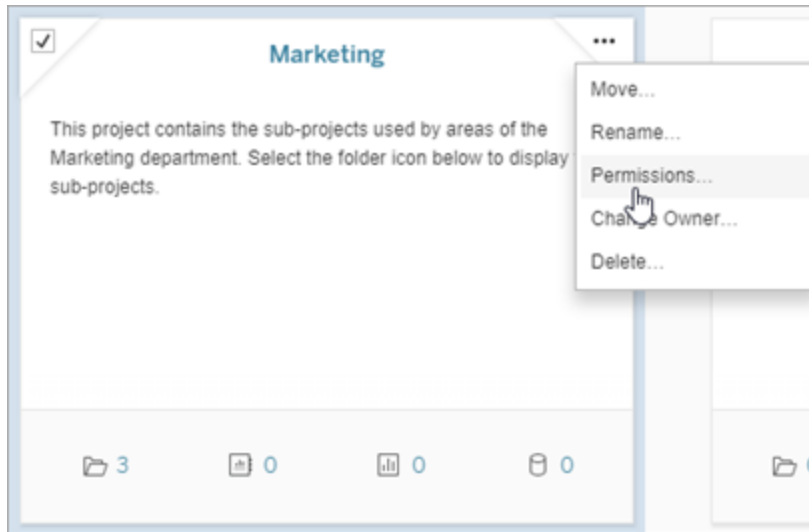 Marketing
This project contains the sub-projects used by areas of the
Marketing department. Select the folder icon below to display
sub-projects.
Move...
Rename...
Permissions...
Change Owner...
Delete...
3
0
0
0